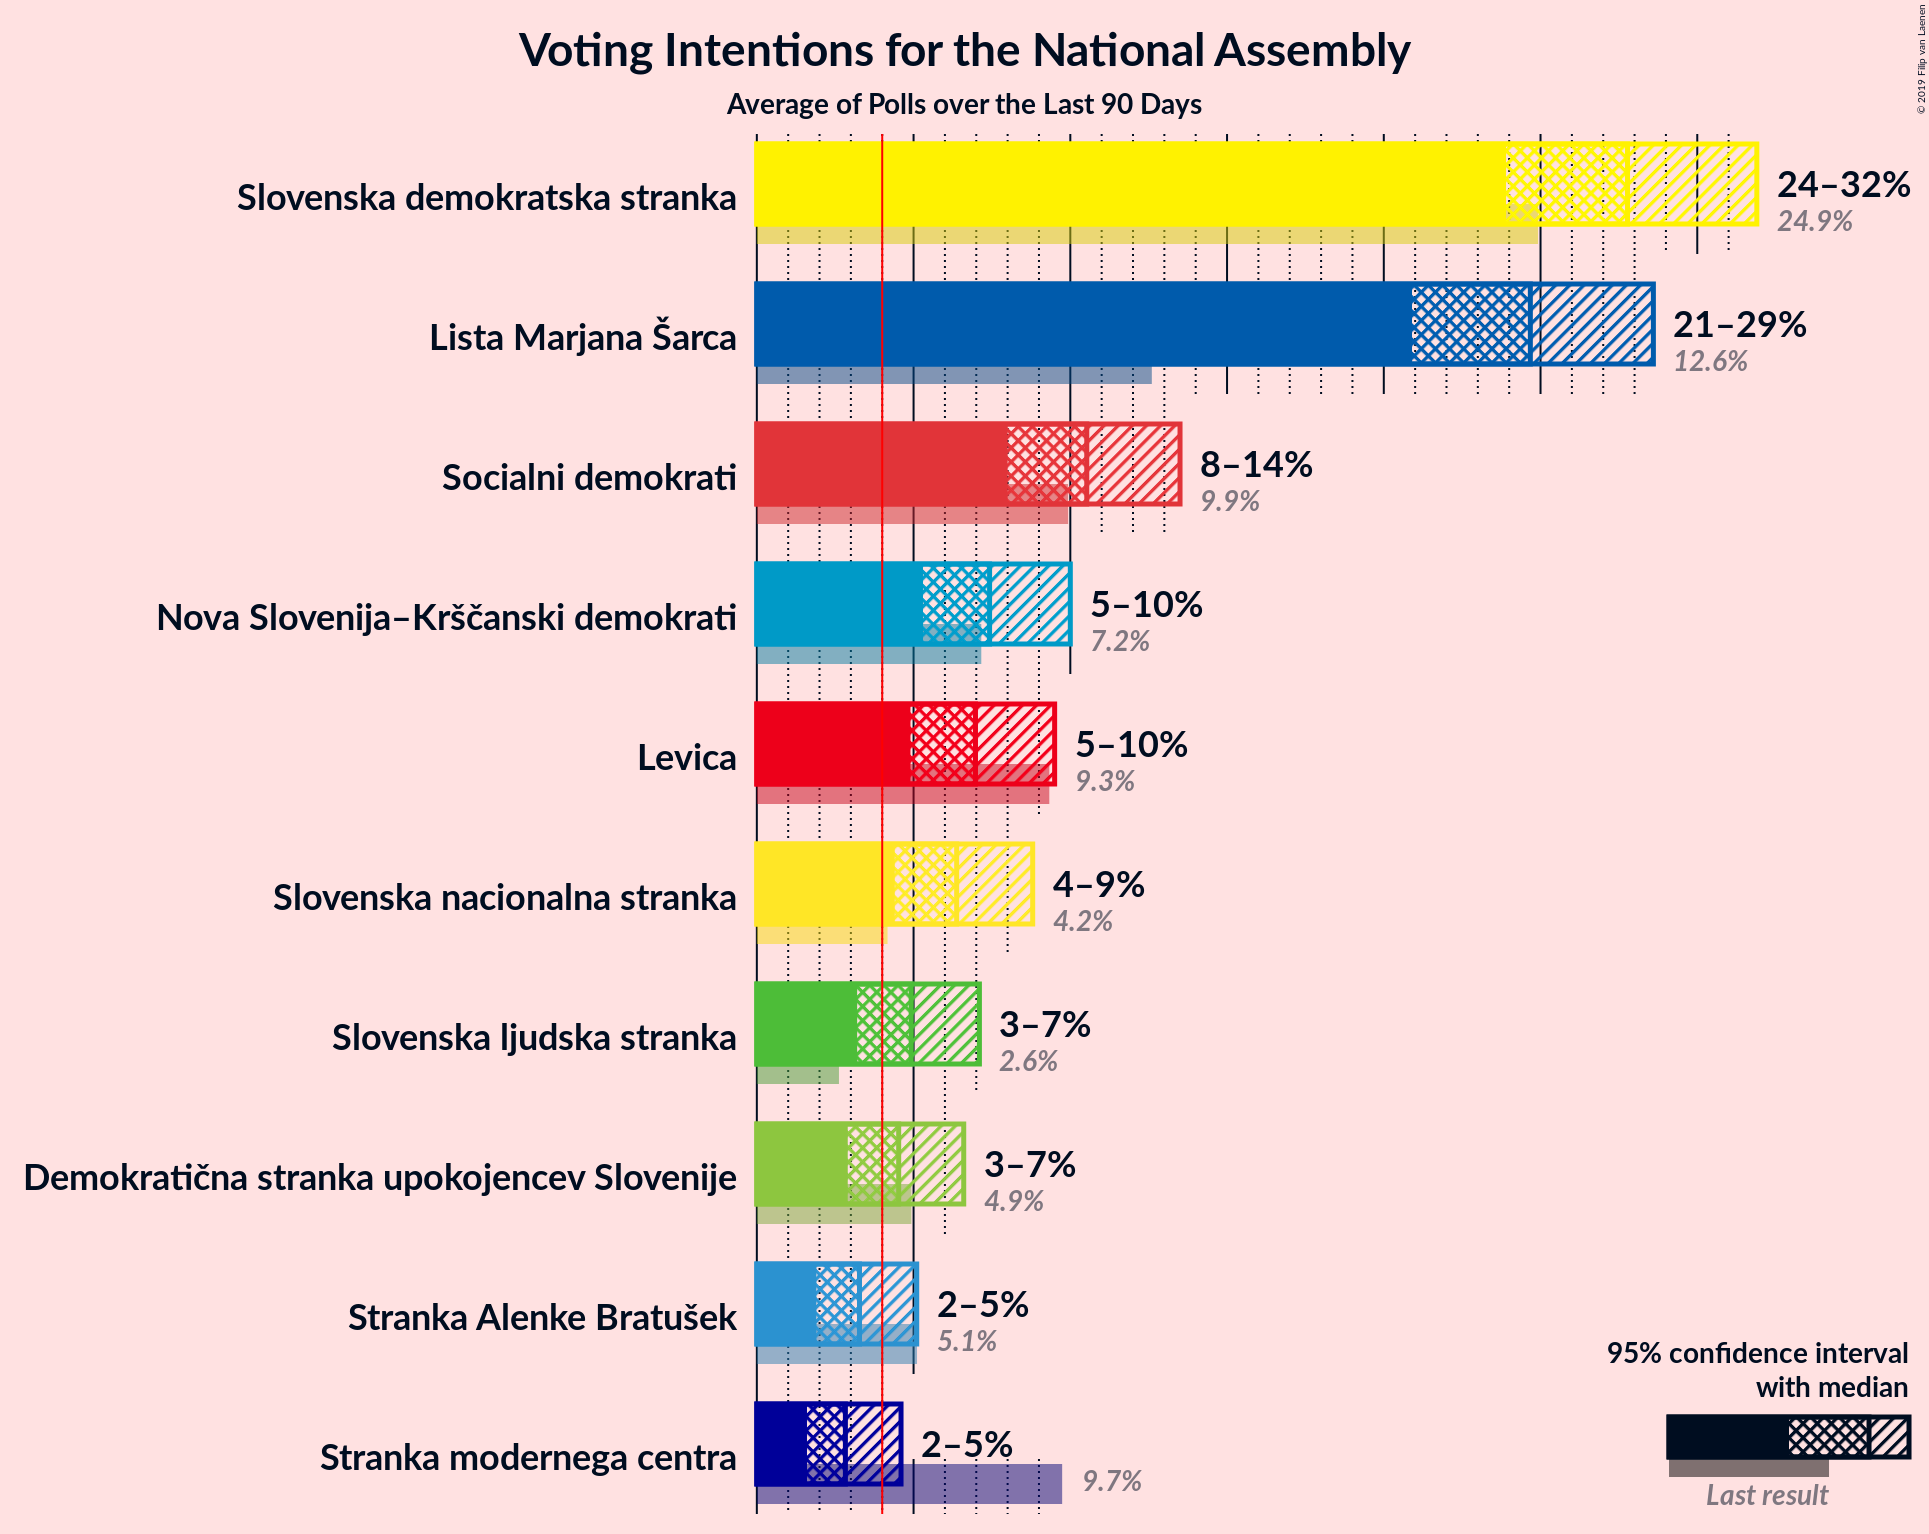 Voting Intentions for the National Assembly
Average of Polls over the Last 90 Days
© 2019 Filip van Laenen
Slovenska demokratska stranka
24–32%
24.9%
Lista Marjana Šarca
21–29%
12.6%
Socialni demokrati
8–14%
9.9%
Nova Slovenija–Krščanski demokrati
5–10%
7.2%
Levica
5–10%
9.3%
Slovenska nacionalna stranka
4–9%
4.2%
Slovenska ljudska stranka
3–7%
2.6%
Demokratična stranka upokojencev Slovenije
3–7%
4.9%
Stranka Alenke Bratušek
2–5%
5.1%
Stranka modernega centra
2–5%
9.7%
95% confidence interval
with median
Last result